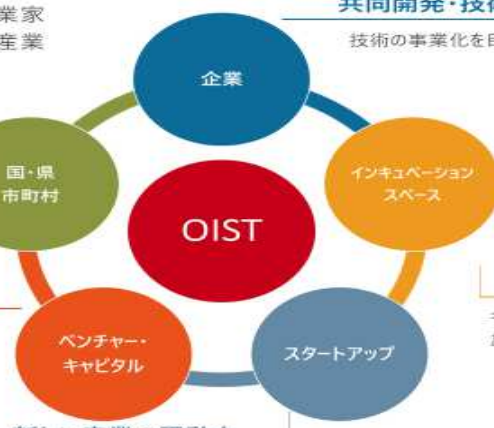 業家
産業
共同開発・技術
技術の事業化を目
企業
国・県
市町村
インキュベーション
スペース
OIST
ベンチャー・
キャピタル
スタートアップ